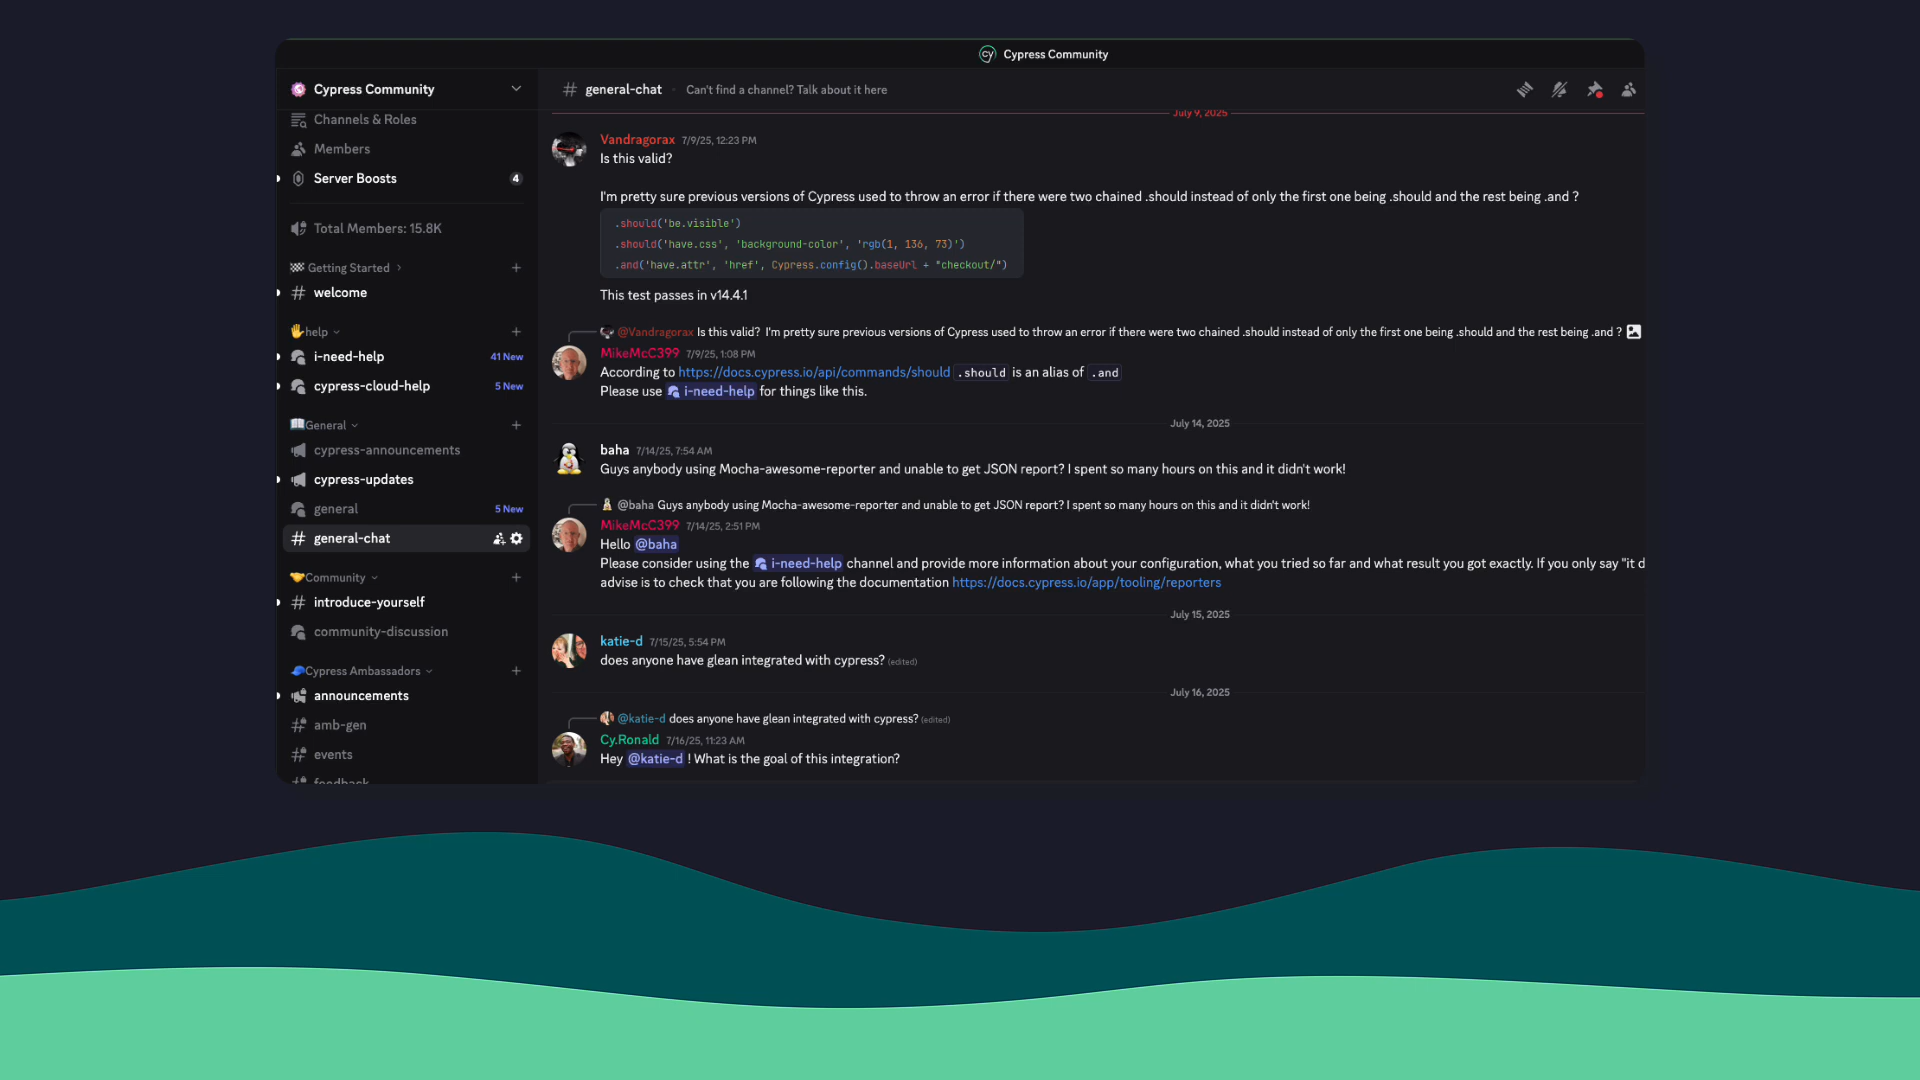 Cypress Community
Cypress Community
Channels & Roles
Members
Server Boosts 4
Total Members: 15.8K
Getting Started
welcome
help
i-need-help 41 New
cypress-cloud-help 5 New
General
cypress-announcements
cypress-updates
general 5 New
general-chat
Community
introduce-yourself
community-discussion
Cypress Ambassadors
announcements
amb-gen
events
feedback
general-chat Can't find a channel? Talk about it here
July 9, 2025
Vandragorax 7/9/25, 12:23 PM
Is this valid?
I'm pretty sure previous versions of Cypress used to throw an error if there were two chained .should instead of only the first one being .should and the rest being .and ?
.should('be.visible')
.should('have.css', 'background-color', 'rgb(1, 136, 73)')
.and('have.attr', 'href', Cypress.config().baseUrl + "checkout/")
This test passes in v14.4.1
@Vandragorax Is this valid? I'm pretty sure previous versions of Cypress used to throw an error if there were two chained .should instead of only the first one being .should and the rest being .and ?
MikeMcC399 7/9/25, 1:08 PM
According to https://docs.cypress.io/api/commands/should .should is an alias of .and
Please use i-need-help for things like this.
July 14, 2025
baha 7/14/25, 7:54 AM
Guys anybody using Mocha-awesome-reporter and unable to get JSON report? I spent so many hours on this and it didn't work!
@baha Guys anybody using Mocha-awesome-reporter and unable to get JSON report? I spent so many hours on this and it didn't work!
MikeMcC399 7/14/25, 2:51 PM
Hello @baha
Please consider using the i-need-help channel and provide more information about your configuration, what you tried so far and what result you got exactly. If you only say "it d
advise is to check that you are following the documentation https://docs.cypress.io/app/tooling/reporters
July 15, 2025
katie-d 7/15/25, 5:54 PM
does anyone have glean integrated with cypress? (edited)
July 16, 2025
@katie-d does anyone have glean integrated with cypress? (edited)
Cy.Ronald 7/16/25, 11:23 AM
Hey @katie-d ! What is the goal of this integration?